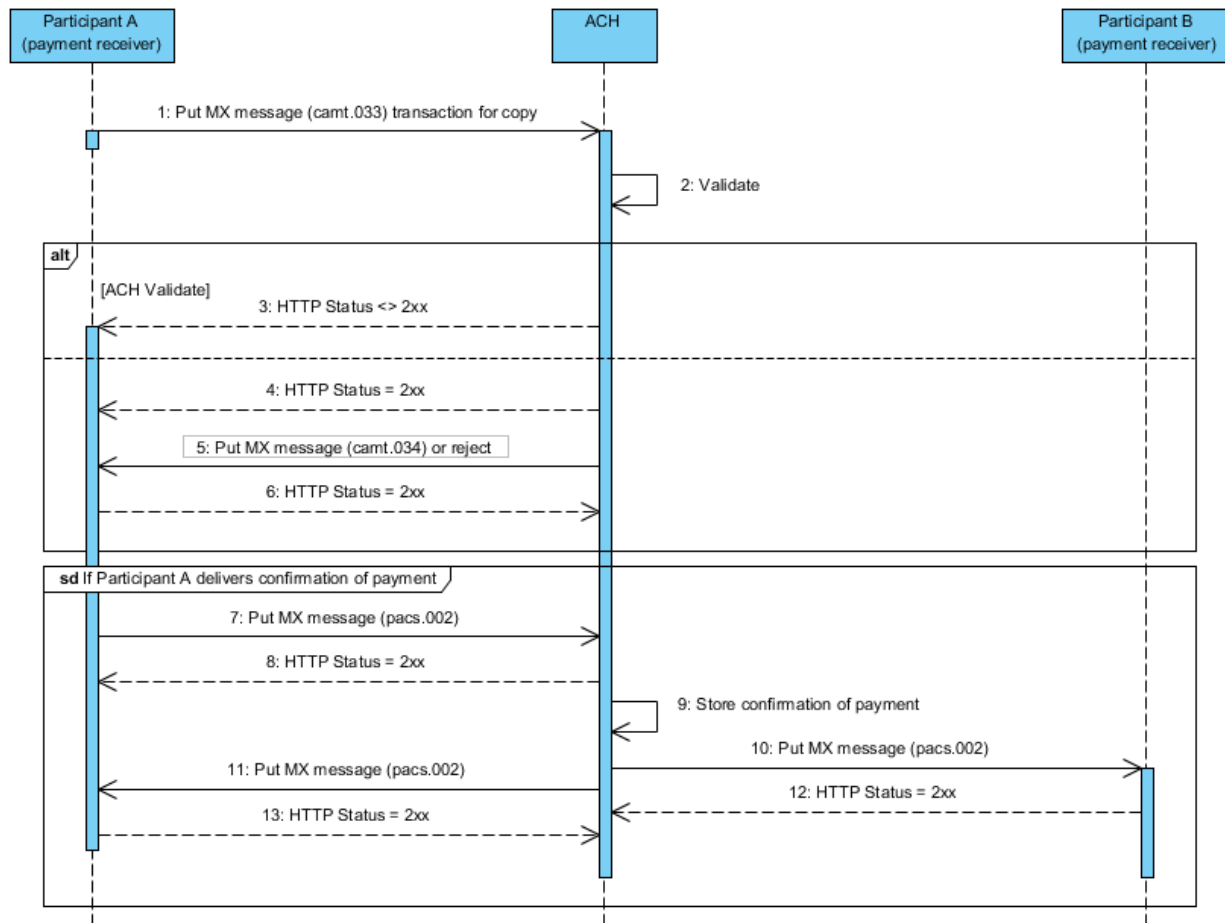 Participant A
(payment receiver)
ACH
Participant B
(payment receiver)
1: Put MX message (camt.033) transaction for copy
2: Validate
alt
[ACH Validate]
3: HTTP Status <> 2xx
4: HTTP Status = 2xx
5: Put MX message (camt.034) or reject
6: HTTP Status = 2xx
sd If Participant A delivers confirmation of payment
7: Put MX message (pacs.002)
8: HTTP Status = 2xx
9: Store confirmation of payment
10: Put MX message (pacs.002)
11: Put MX message (pacs.002)
12: HTTP Status = 2xx
13: HTTP Status = 2xx